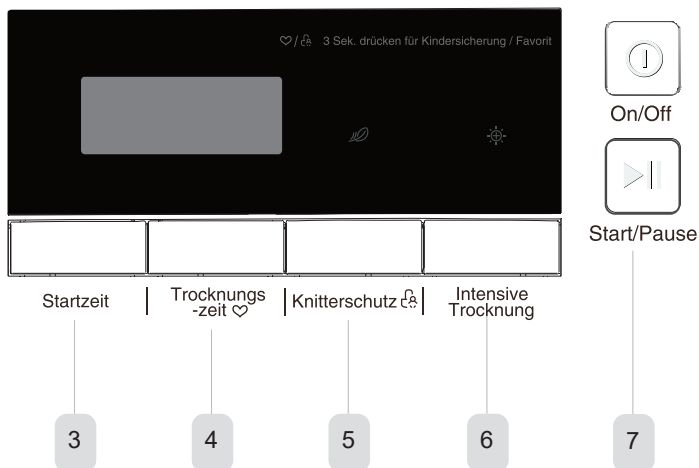 3 Sek. drücken für Kindersicherung / Favorit
On/Off
Start/Pause
Startzeit
Trocknungs
-zeit
Knitterschutz
Intensive
Trocknung
3
4
5
6
7